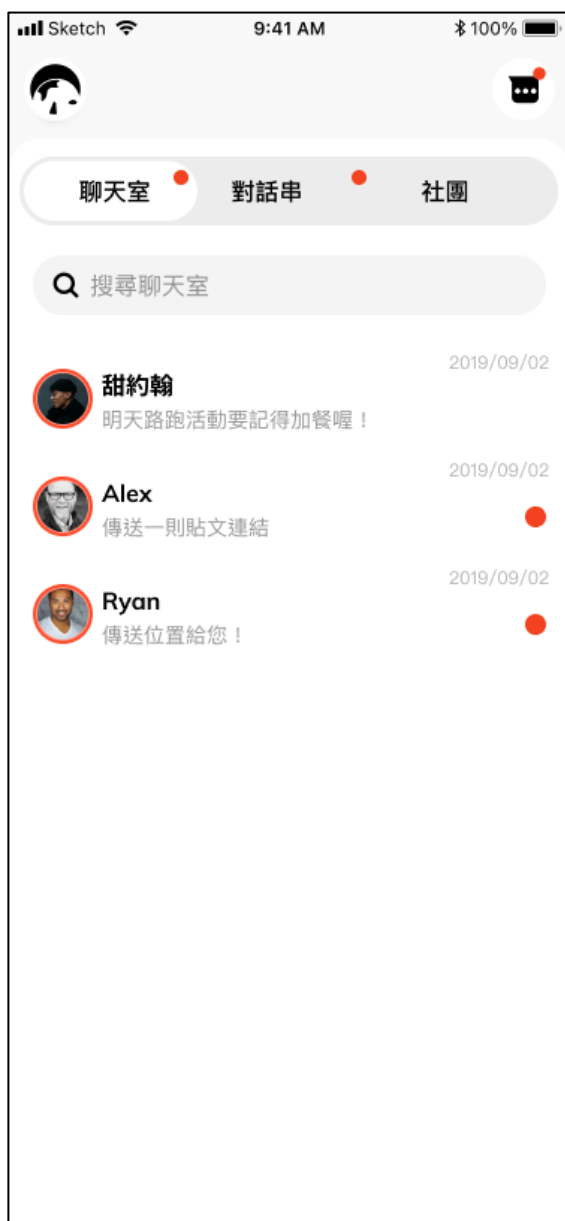 Sketch 9:41 AM 100%
聊天室 對話串 社團
搜尋聊天室
2019/09/02
甜約翰
明天路跑活動要記得加餐喔！
2019/09/02
Alex
傳送一則貼文連結
2019/09/02
Ryan
傳送位置給您！